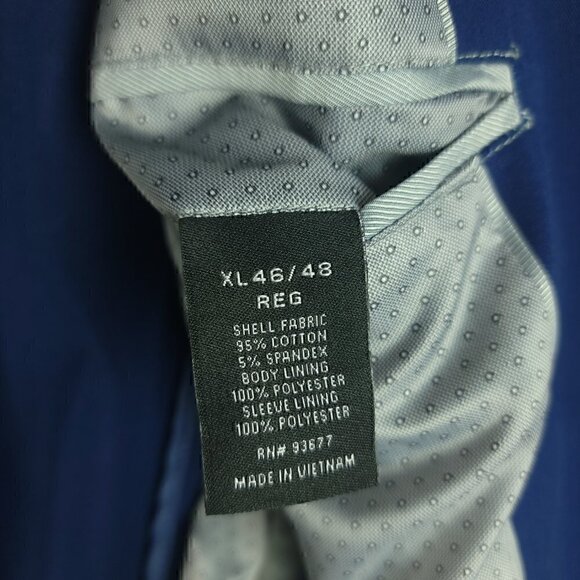 XL 46/48
REG
SHELL FABRIC
95% COTTON
5% SPANDEX
BODY LINING
100% POLYESTER
SLEEVE LINING
100% POLYESTER
RN# 93677
MADE IN VIETNAM